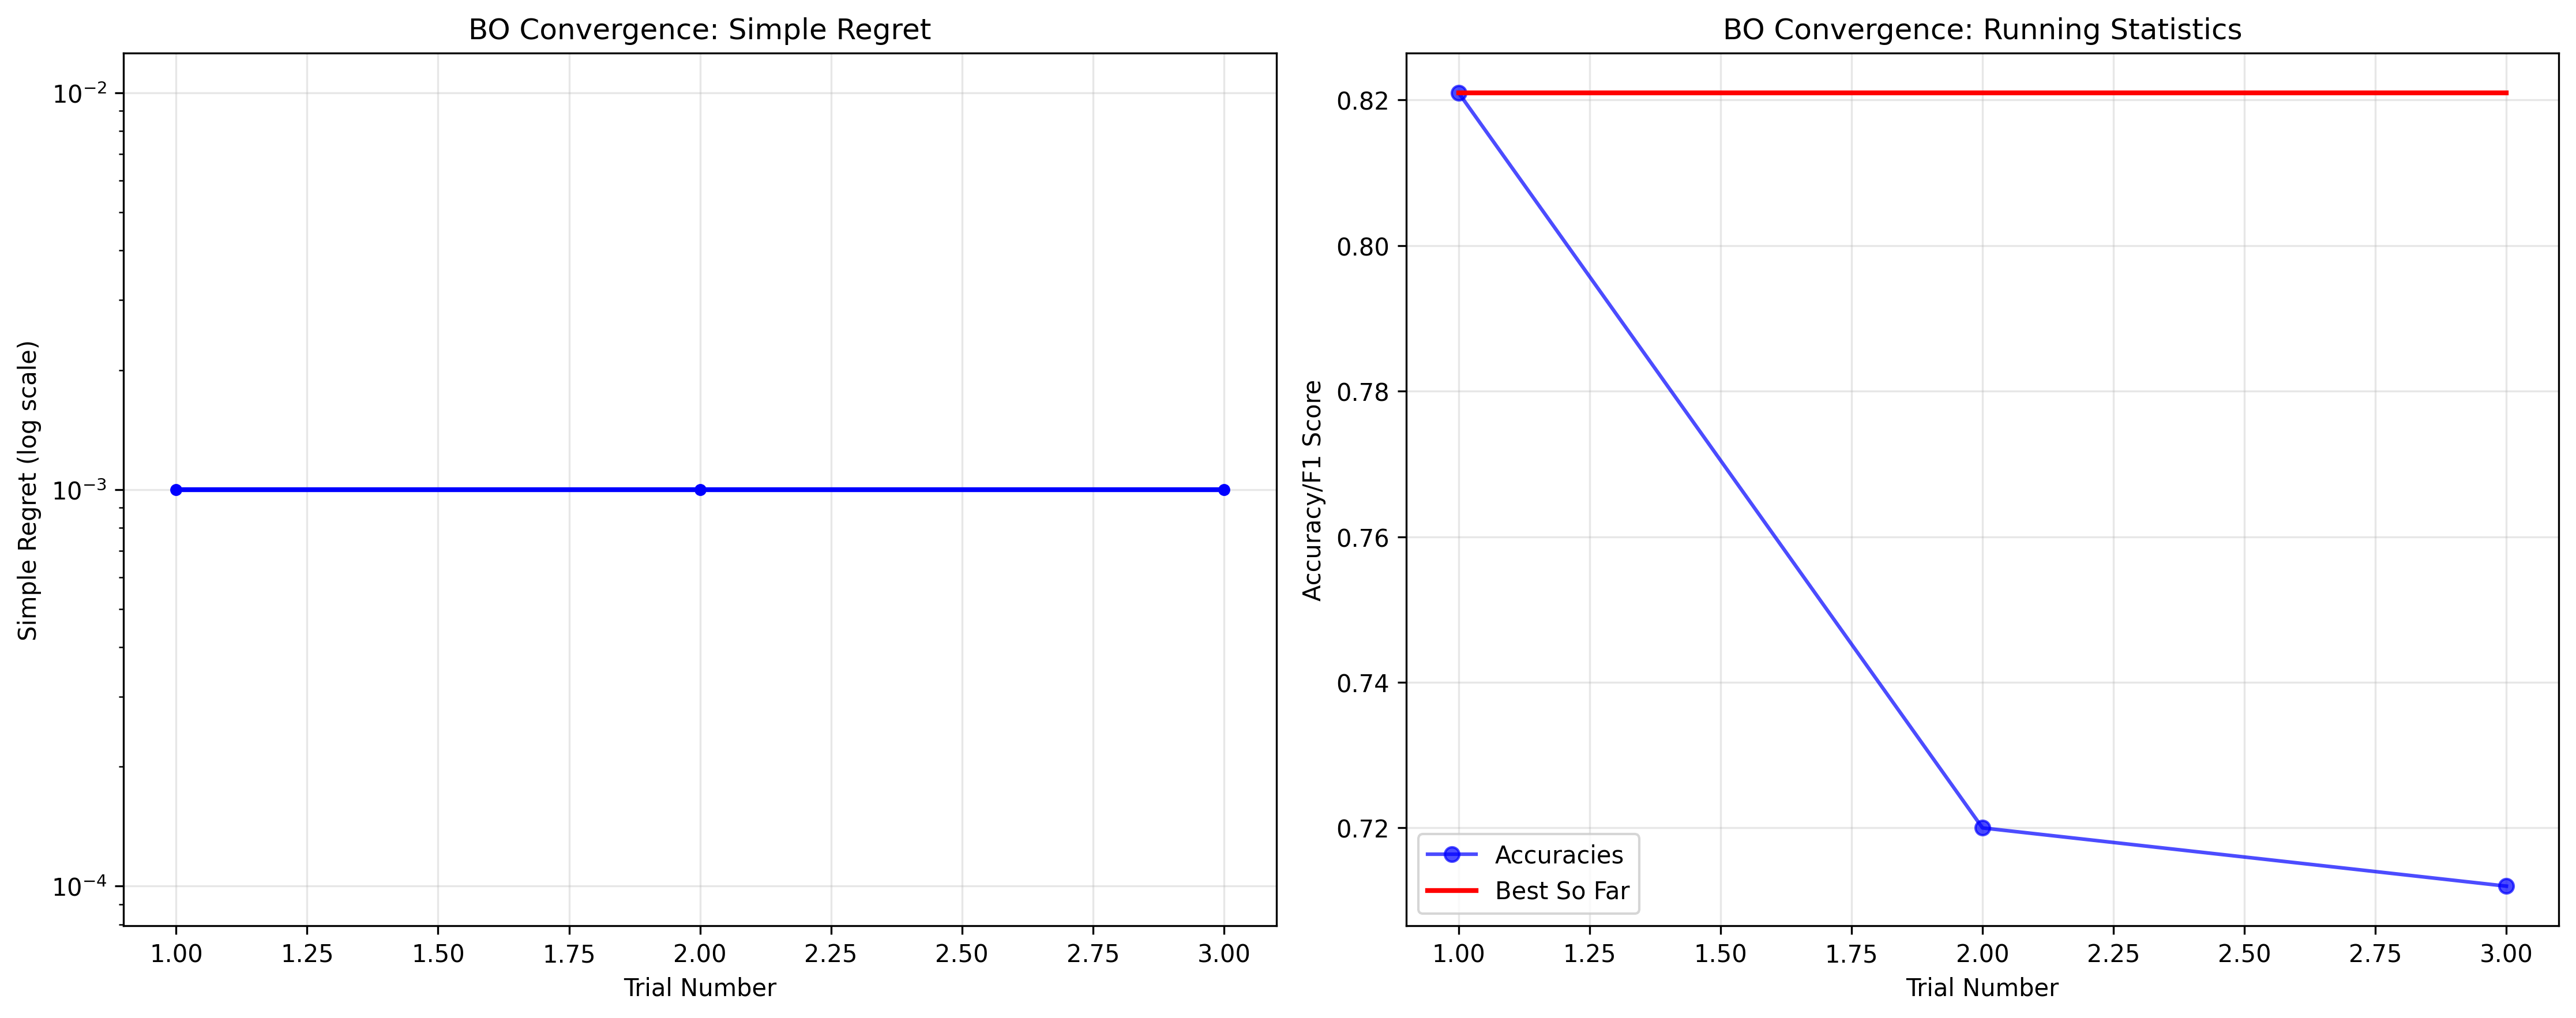 BO Convergence: Simple Regret
Simple Regret (log scale)
10⁻²
10⁻³
10⁻⁴
1.00 1.25 1.50 1.75 2.00 2.25 2.50 2.75 3.00
Trial Number
BO Convergence: Running Statistics
Accuracy/F1 Score
0.82
0.80
0.78
0.76
0.74
0.72
Accuracies
Best So Far
1.00 1.25 1.50 1.75 2.00 2.25 2.50 2.75 3.00
Trial Number